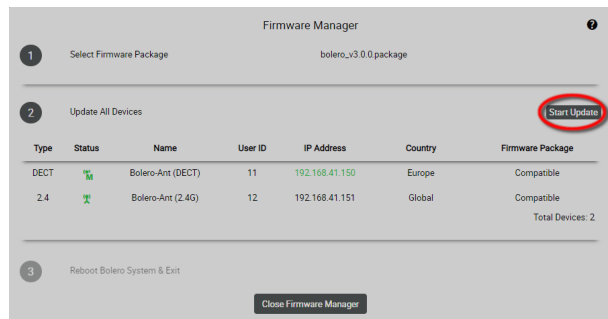 Firmware Manager ?
1 Select Firmware Package bolero_v3.0.0.package
2 Update All Devices Start Update
Type Status Name User ID IP Address Country Firmware Package
DECT M Bolero-Ant (DECT) 11 192.168.41.150 Europe Compatible
2.4 Bolero-Ant (2.4G) 12 192.168.41.151 Global Compatible
Total Devices: 2
3 Reboot Bolero System & Exit
Close Firmware Manager